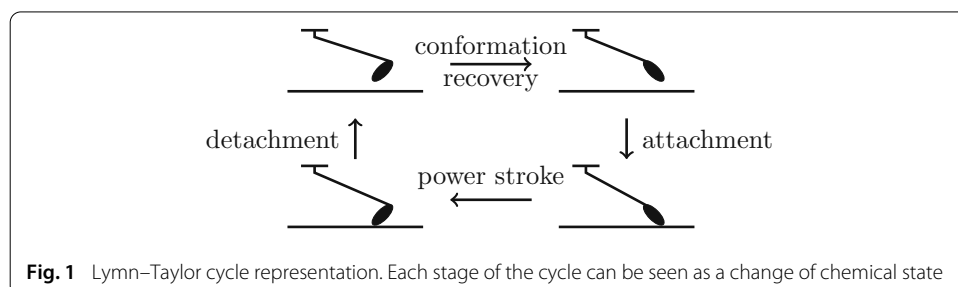 conformation
recovery
detachment
attachment
power stroke
Fig. 1 Lymn–Taylor cycle representation. Each stage of the cycle can be seen as a change of chemical state